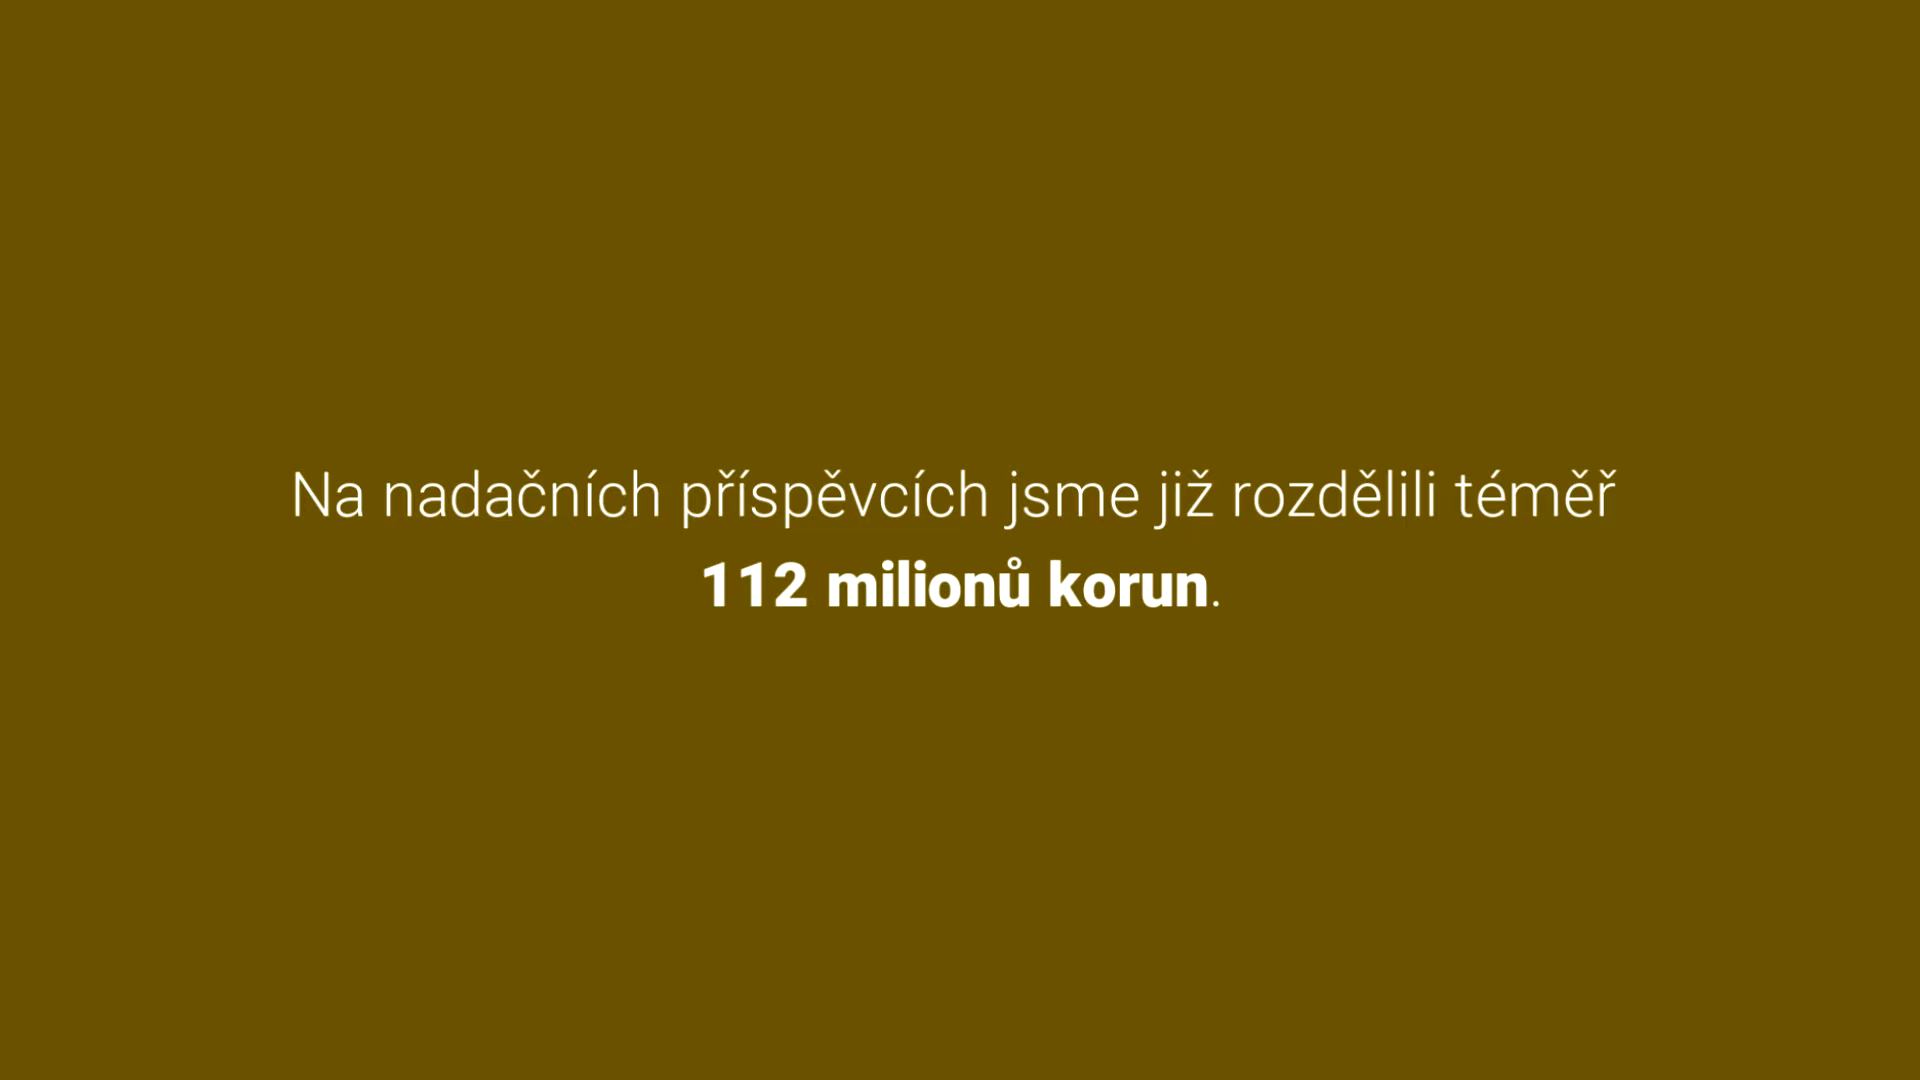 Na nadačních příspěvcích jsme již rozdělili téměř
112 milionů korun.